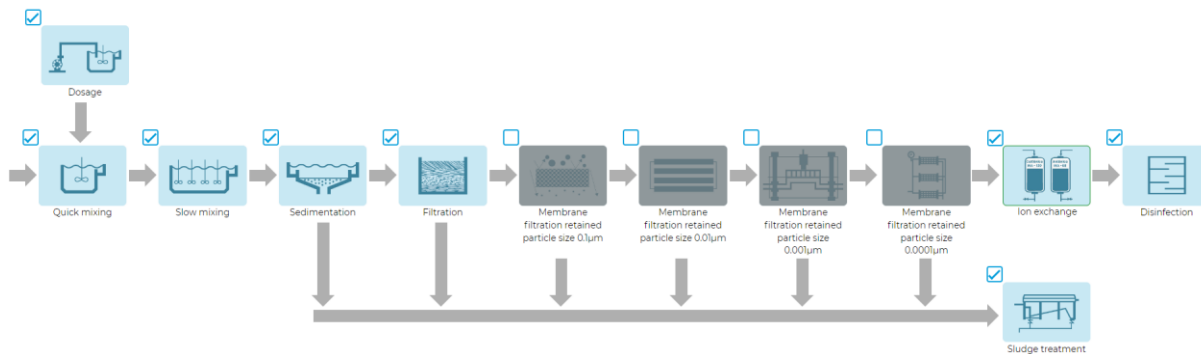 Dosage
Quick mixing
Slow mixing
Sedimentation
Filtration
Membrane
filtration retained
particle size 0.1μm
Membrane
filtration retained
particle size 0.01μm
Membrane
filtration retained
particle size
0.001μm
Membrane
filtration retained
particle size
0.0001μm
Ion exchange
Disinfection
Sludge treatment